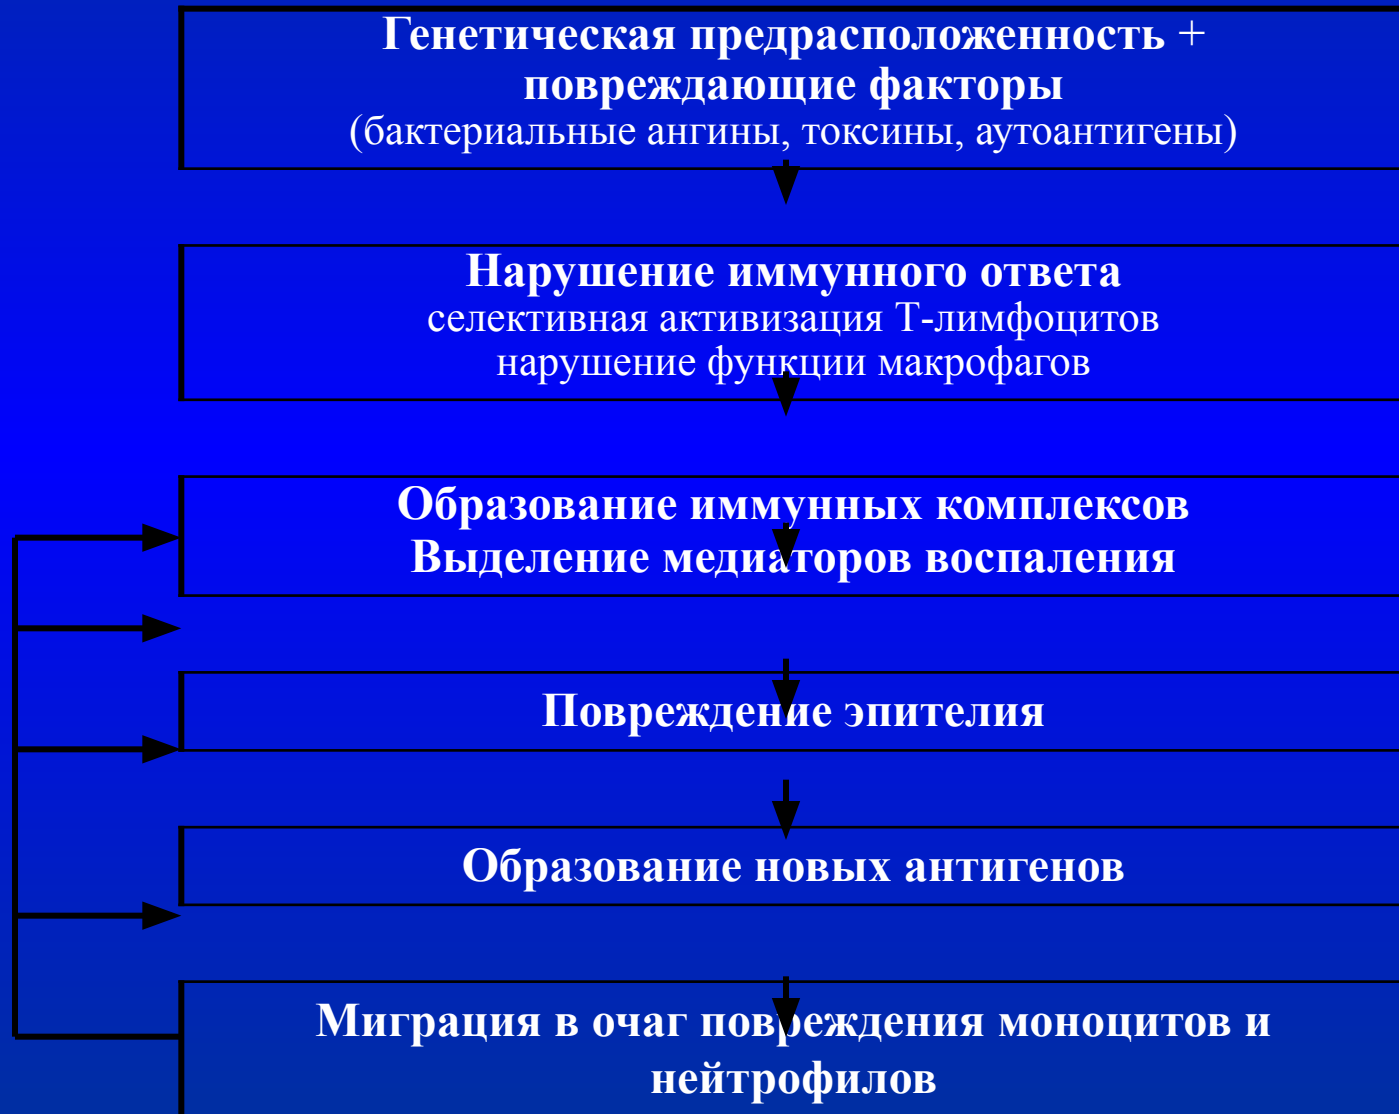 Генетическая предрасположенность +
повреждающие факторы
(бактериальные ангины, токсины, аутоантигены)
Нарушение иммунного ответа
селективная активизация Т-лимфоцитов
нарушение функции макрофагов
Образование иммунных комплексов
Выделение медиаторов воспаления
Повреждение эпителия
Образование новых антигенов
Миграция в очаг повреждения моноцитов и
нейтрофилов